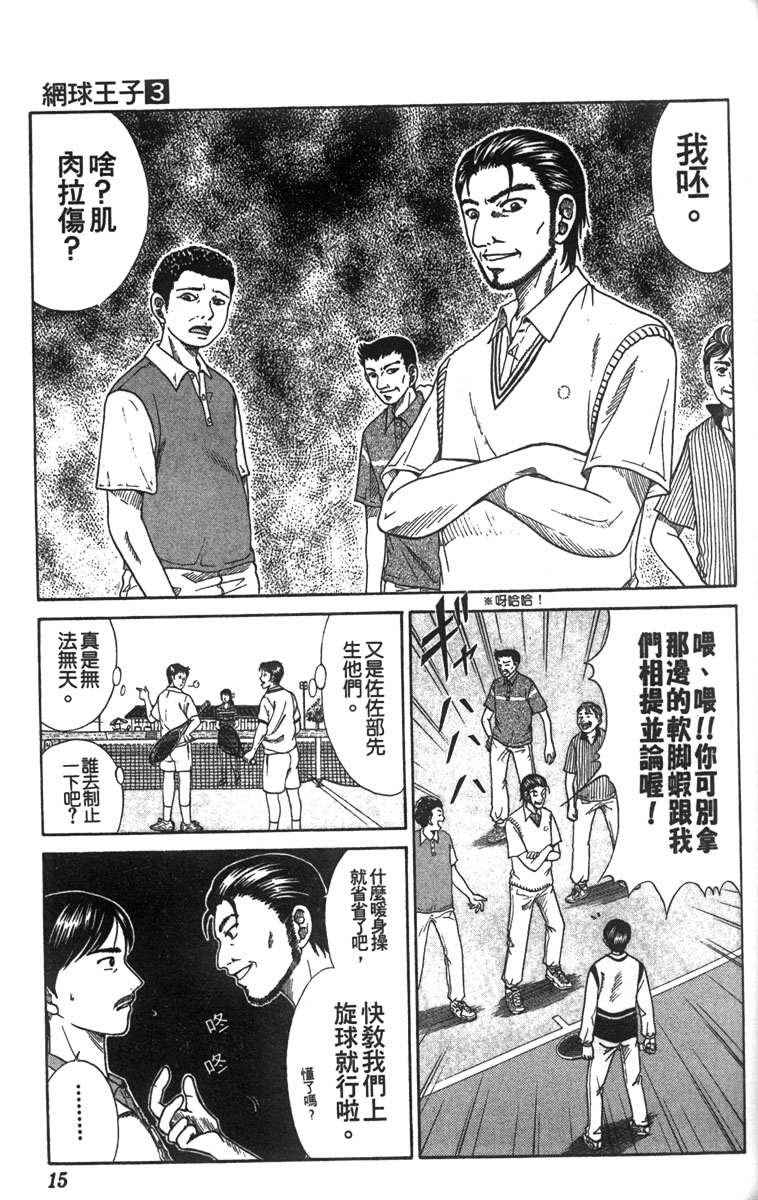 網球王子3
我呸。
啥?肌
肉拉傷?
※呀哈哈!
喂、喂!!你可別拿
那邊的軟脚蝦跟我
們相提並論喔!
又是佐佐部先
生他們。
真是無
法無天。
誰去制止
一下吧?
什麼暖身操
就省省了吧,
快教我們上
旋球就行啦。
懂了嗎?
咚
咚
………
15